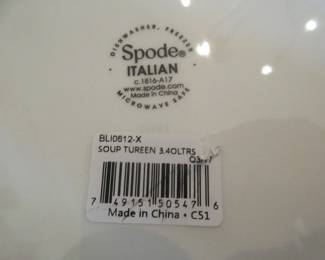 DISHWASHER, FREEZER
Spode®
ITALIAN
c.1816-A17
www.spode.com
Made in China
MICROWAVE SAFE
BLI0612-X
SOUP TUREEN 3.4OLTRS
7 49151 50547 6
Made in China • C51